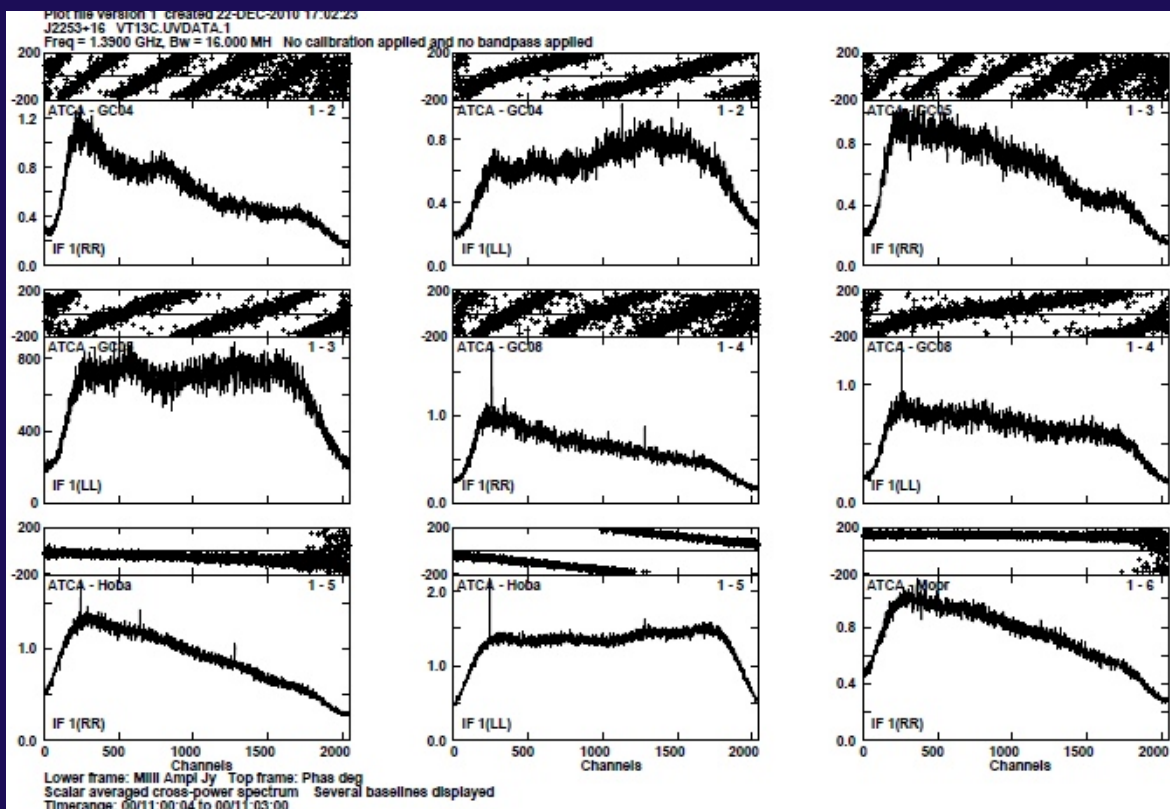 Plot file version 1 created 22-DEC-2010 17:02:23
J2253+16 VT13C.UVDATA.1
Freq = 1.3900 GHz, Bw = 16.000 MH No calibration applied and no bandpass applied
200
-200
ATCA - GC04 1 - 2
1.2
0.8
0.4
0.0
IF 1(RR)
200
-200
ATCA - GC04 1 - 2
0.8
0.4
0.0
IF 1(LL)
200
-200
ATCA - GC05 1 - 3
0.8
0.4
0.0
IF 1(RR)
200
-200
ATCA - GC05 1 - 3
800
400
0
IF 1(LL)
200
-200
ATCA - GC08 1 - 4
1.0
0.0
IF 1(RR)
200
-200
ATCA - GC08 1 - 4
1.0
0.0
IF 1(LL)
200
-200
ATCA - Hoba 1 - 5
1.0
0.0
IF 1(RR)
0 500 1000 1500 2000
Channels
200
-200
ATCA - Hoba 1 - 5
2.0
1.0
0.0
IF 1(LL)
0 500 1000 1500 2000
Channels
200
-200
ATCA - Mopr 1 - 6
0.8
0.4
0.0
IF 1(RR)
0 500 1000 1500 2000
Channels
Lower frame: Milli Ampl Jy Top frame: Phas deg
Scalar averaged cross-power spectrum Several baselines displayed
Timerange: 00/11:00:04 to 00/11:03:00